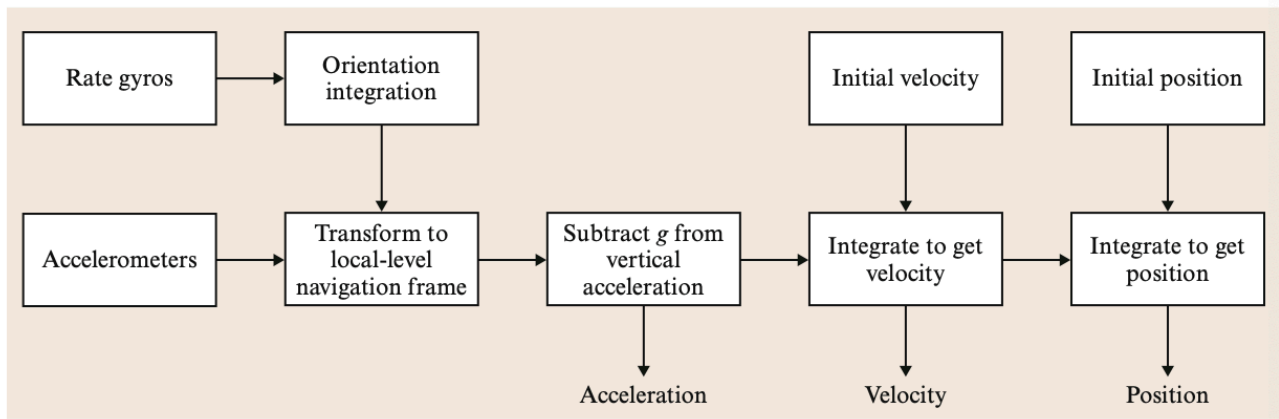 Rate gyros
Orientation
integration
Initial velocity
Initial position
Accelerometers
Transform to
local-level
navigation frame
Subtract g from
vertical
acceleration
Integrate to get
velocity
Integrate to get
position
Acceleration
Velocity
Position